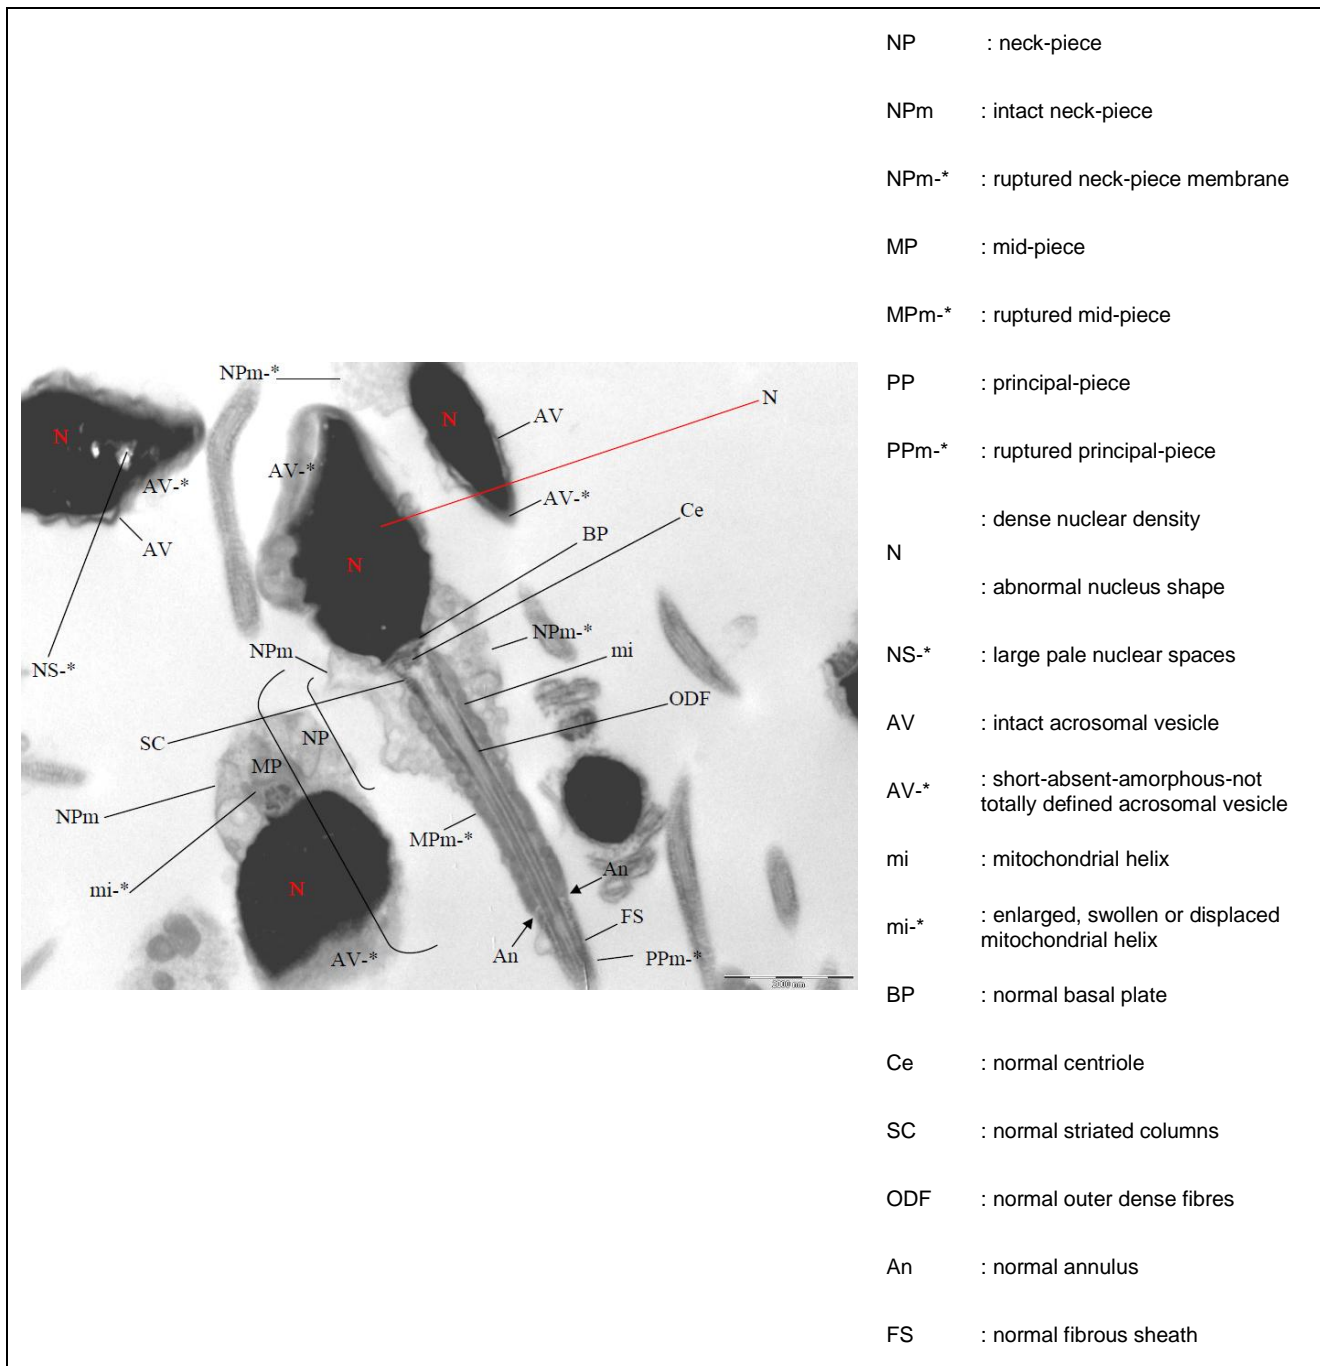 NP : neck-piece
NPm : intact neck-piece
NPm-* : ruptured neck-piece membrane
MP : mid-piece
MPm-* : ruptured mid-piece
PP : principal-piece
PPm-* : ruptured principal-piece
: dense nuclear density
N
: abnormal nucleus shape
NS-* : large pale nuclear spaces
AV : intact acrosomal vesicle
AV-* : short-absent-amorphous-not
totally defined acrosomal vesicle
mi : mitochondrial helix
mi-* : enlarged, swollen or displaced
mitochondrial helix
BP : normal basal plate
Ce : normal centriole
SC : normal striated columns
ODF : normal outer dense fibres
An : normal annulus
FS : normal fibrous sheath
NPm-*
N
N
N
AV
AV-*
AV-*
AV-*
Ce
BP
AV
N
NPm-*
NPm
mi
NS-*
ODF
SC
NP
MP
NPm
MPm-*
An
mi-*
N
FS
An
AV-*
PPm-*
2000 nm